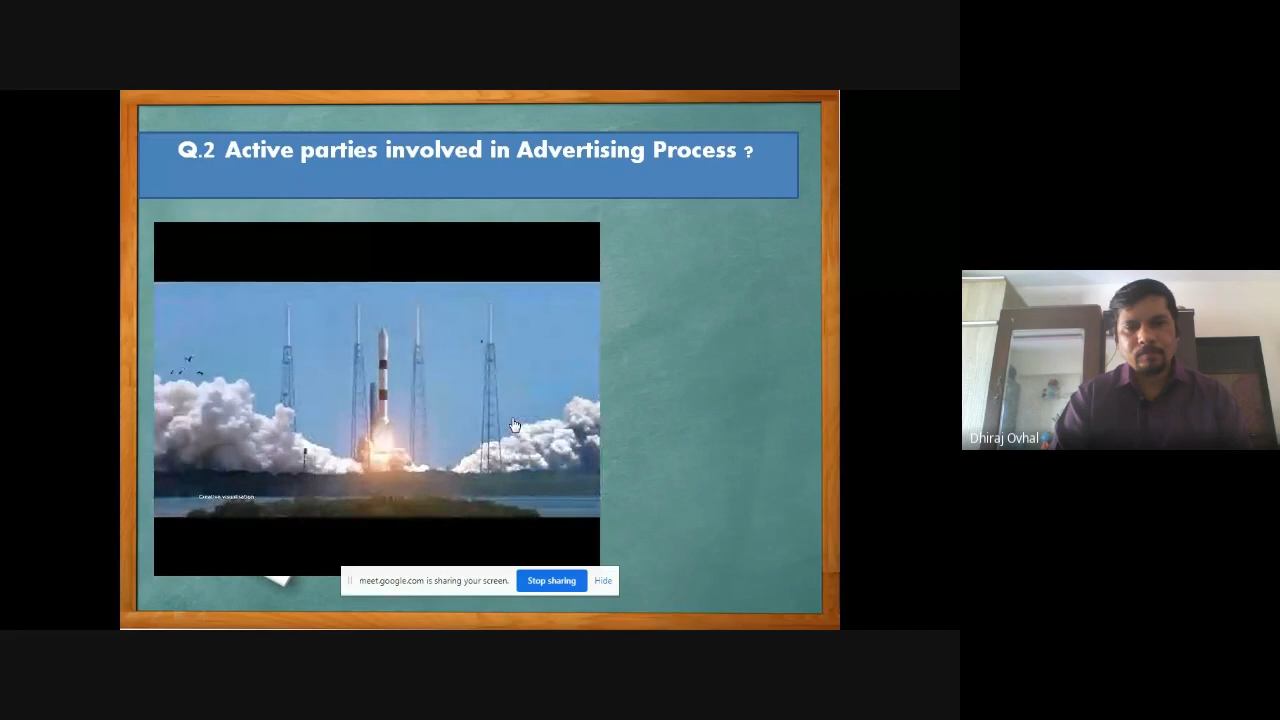 Q.2 Active parties involved in Advertising Process ?
Creative visualisation
meet.google.com is sharing your screen. Stop sharing Hide
Dhiraj Ovhal